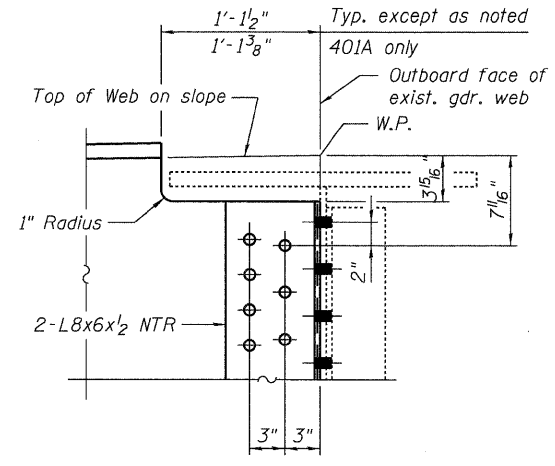 1'-1½"
Typ. except as noted
1'-1⅜"
401A only
Outboard face of
exist. gdr. web
Top of Web on slope
W.P.
3 15/16"
7 11/16"
1" Radius
2"
2-L8x6x½ NTR
3"
3"